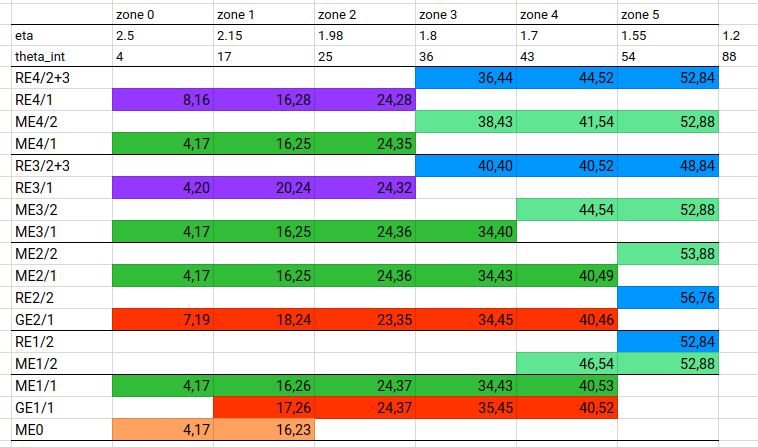 zone 0 zone 1 zone 2 zone 3 zone 4 zone 5
eta 2.5 2.15 1.98 1.8 1.7 1.55 1.2
theta_int 4 17 25 36 43 54 88
RE4/2+3 36,44 44,52 52,84
RE4/1 8,16 16,28 24,28
ME4/2 38,43 41,54 52,88
ME4/1 4,17 16,25 24,35
RE3/2+3 40,40 40,52 48,84
RE3/1 4,20 20,24 24,32
ME3/2 44,54 52,88
ME3/1 4,17 16,25 24,36 34,40
ME2/2 53,88
ME2/1 4,17 16,25 24,36 34,43 40,49
RE2/2 56,76
GE2/1 7,19 18,24 23,35 34,45 40,46
RE1/2 52,84
ME1/2 46,54 52,88
ME1/1 4,17 16,26 24,37 34,43 40,53
GE1/1 17,26 24,37 35,45 40,52
ME0 4,17 16,23